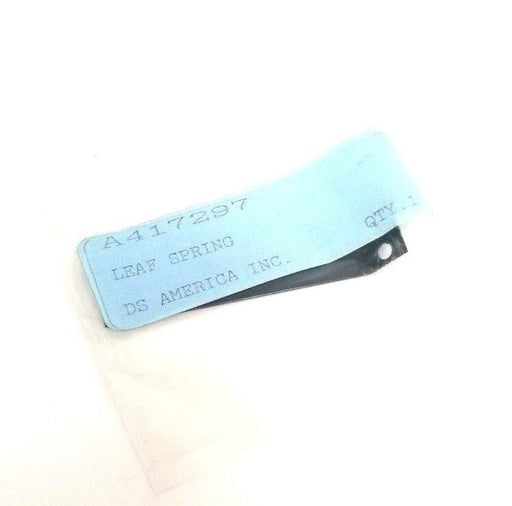 A417297
LEAF SPRING QTY.1
DS AMERICA INC.